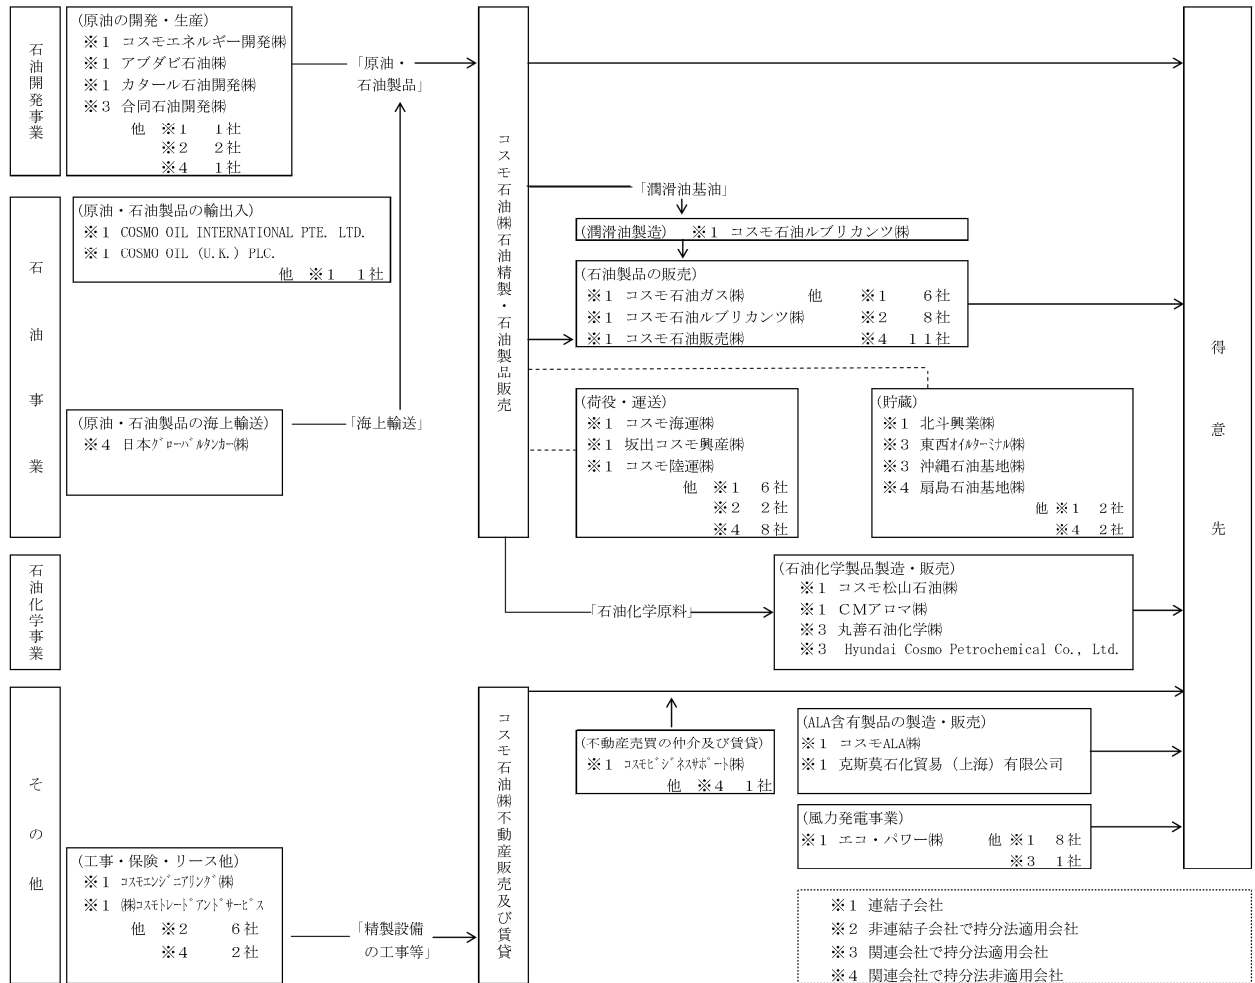 石油開発事業
(原油の開発・生産)
※1 コスモエネルギー開発㈱
※1 アブダビ石油㈱
※1 カタール石油開発㈱
※3 合同石油開発㈱
他 ※1 1社
※2 2社
※4 1社
「原油・
石油製品」
石油事業
(原油・石油製品の輸出入)
※1 COSMO OIL INTERNATIONAL PTE. LTD.
※1 COSMO OIL (U.K.) PLC.
他 ※1 1社
(原油・石油製品の海上輸送)
※4 日本ｸﾞﾛｰﾊﾞﾙﾀﾝｶｰ㈱
「海上輸送」
コスモ石油㈱石油精製・石油製品販売
「潤滑油基油」
(潤滑油製造) ※1 コスモ石油ルブリカンツ㈱
(石油製品の販売)
※1 コスモ石油ガス㈱ 他 ※1 6社
※1 コスモ石油ルブリカンツ㈱ ※2 8社
※1 コスモ石油販売㈱ ※4 11社
(荷役・運送)
※1 コスモ海運㈱
※1 坂出コスモ興産㈱
※1 コスモ陸運㈱
他 ※1 6社
※2 2社
※4 8社
(貯蔵)
※1 北斗興業㈱
※3 東西ｵｲﾙﾀｰﾐﾅﾙ㈱
※3 沖縄石油基地㈱
※4 扇島石油基地㈱
他 ※1 2社
※4 2社
得意先
石油化学事業
「石油化学原料」
(石油化学製品製造・販売)
※1 コスモ松山石油㈱
※1 CMアロマ㈱
※3 丸善石油化学㈱
※3 Hyundai Cosmo Petrochemical Co., Ltd.
その他
(工事・保険・リース他)
※1 ｺｽﾓｴﾝｼﾞﾆｱﾘﾝｸﾞ㈱
※1 ㈱ｺｽﾓﾄﾚｰﾄﾞｱﾝﾄﾞｻｰﾋﾞｽ
他 ※2 6社
※4 2社
「精製設備
の工事等」
コスモ石油㈱不動産販売及び賃貸
(不動産売買の仲介及び賃貸)
※1 ｺｽﾓﾋﾞｼﾞﾈｽｻﾎﾟｰﾄ㈱
他 ※4 1社
(ALA含有製品の製造・販売)
※1 コスモALA㈱
※1 克斯莫石化貿易（上海）有限公司
(風力発電事業)
※1 エコ・パワー㈱ 他 ※1 8社
※3 1社
※1 連結子会社
※2 非連結子会社で持分法適用会社
※3 関連会社で持分法適用会社
※4 関連会社で持分法非適用会社